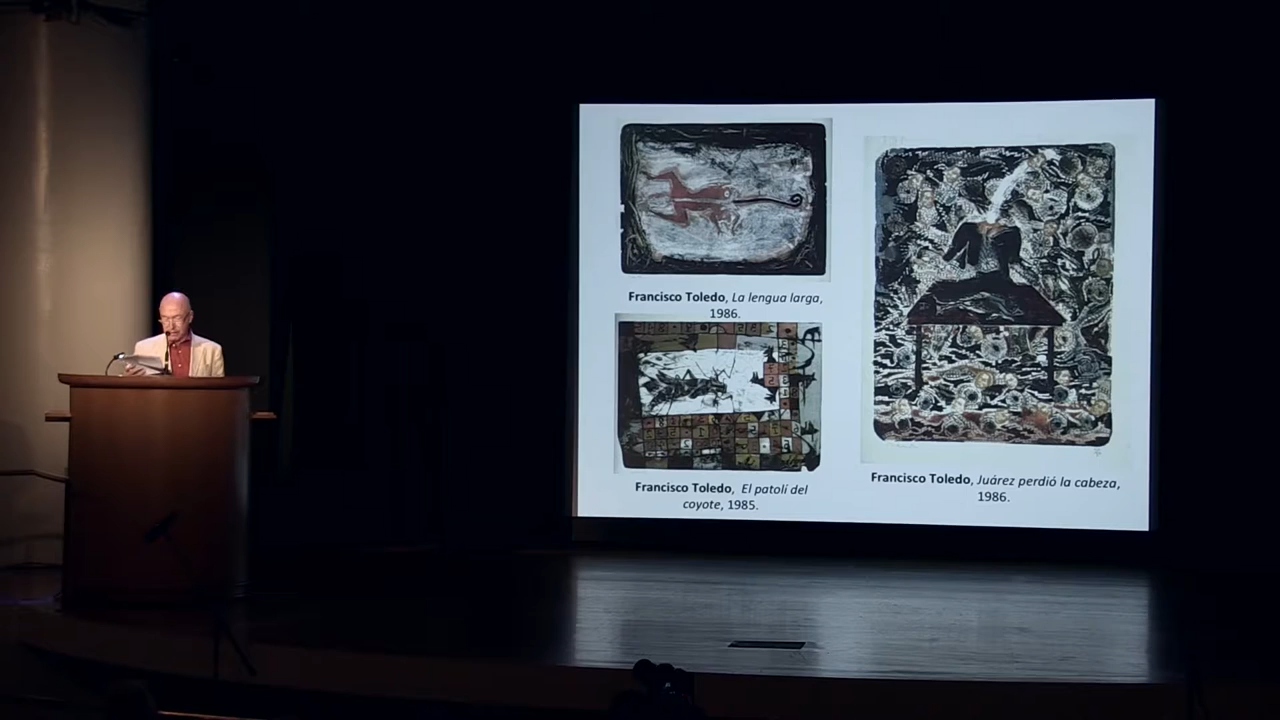 Francisco Toledo, La lengua larga,
1986.
Francisco Toledo, El patolí del
coyote, 1985.
Francisco Toledo, Juárez perdió la cabeza,
1986.